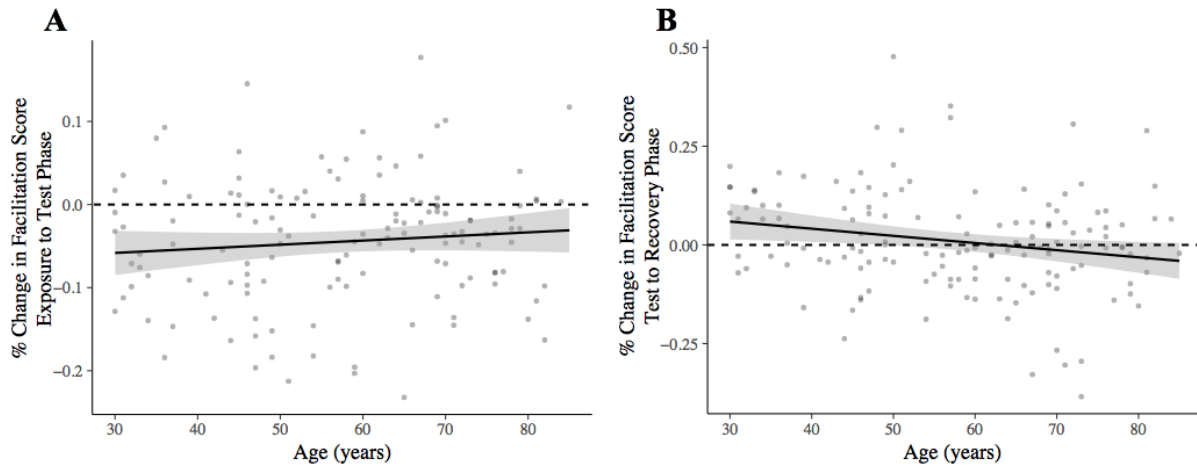 A
% Change in Facilitation Score
Exposure to Test Phase
0.1
0.0
−0.1
−0.2
30 40 50 60 70 80
Age (years)
B
% Change in Facilitation Score
Test to Recovery Phase
0.50
0.25
0.00
−0.25
30 40 50 60 70 80
Age (years)